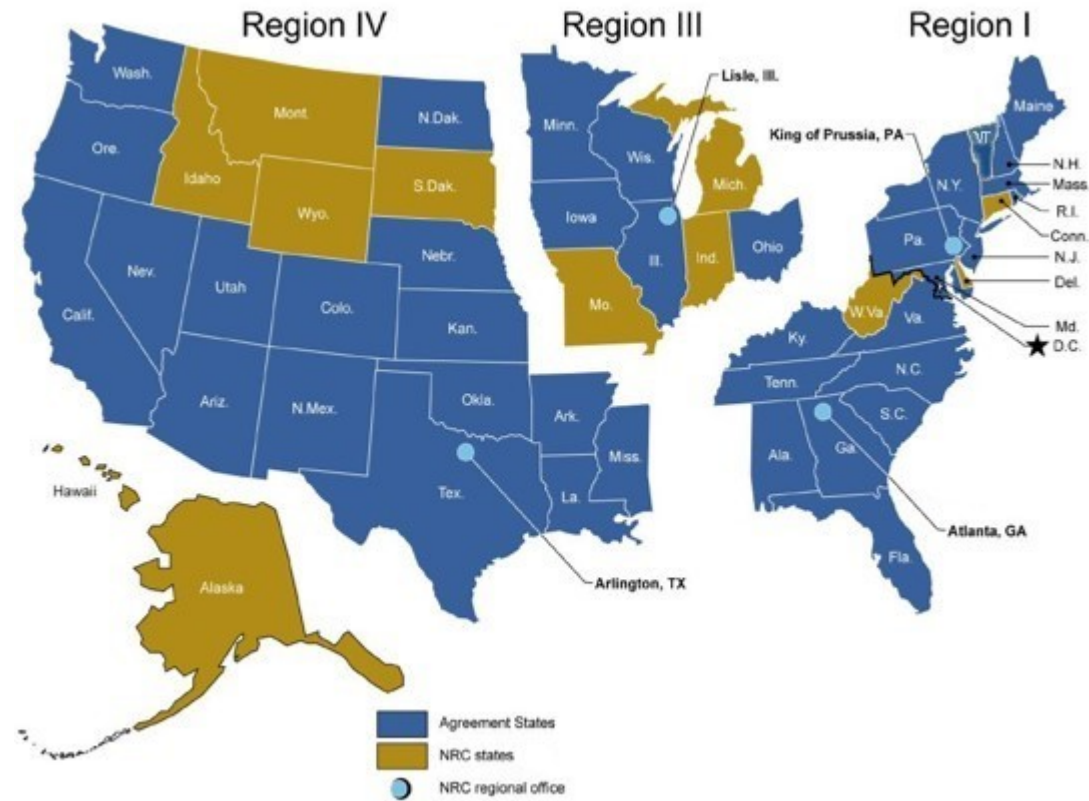 Region IV
Region III
Region I
Wash.
Mont.
N.Dak.
Ore.
Idaho
S.Dak.
Wyo.
Nebr.
Nev.
Utah
Colo.
Kan.
Calif.
Ariz.
N.Mex.
Okla.
Tex.
Ark.
La.
Miss.
Hawaii
Alaska
Arlington, TX
Lisle, Ill.
Minn.
Wis.
Mich.
Iowa
Ill.
Ind.
Ohio
Mo.
King of Prussia, PA
Maine
VT
N.H.
Mass.
R.I.
Conn.
N.Y.
Pa.
N.J.
Del.
Md.
D.C.
W.Va.
Va.
Ky.
Tenn.
N.C.
S.C.
Ala.
Ga.
Fla.
Atlanta, GA
Agreement States
NRC states
NRC regional office